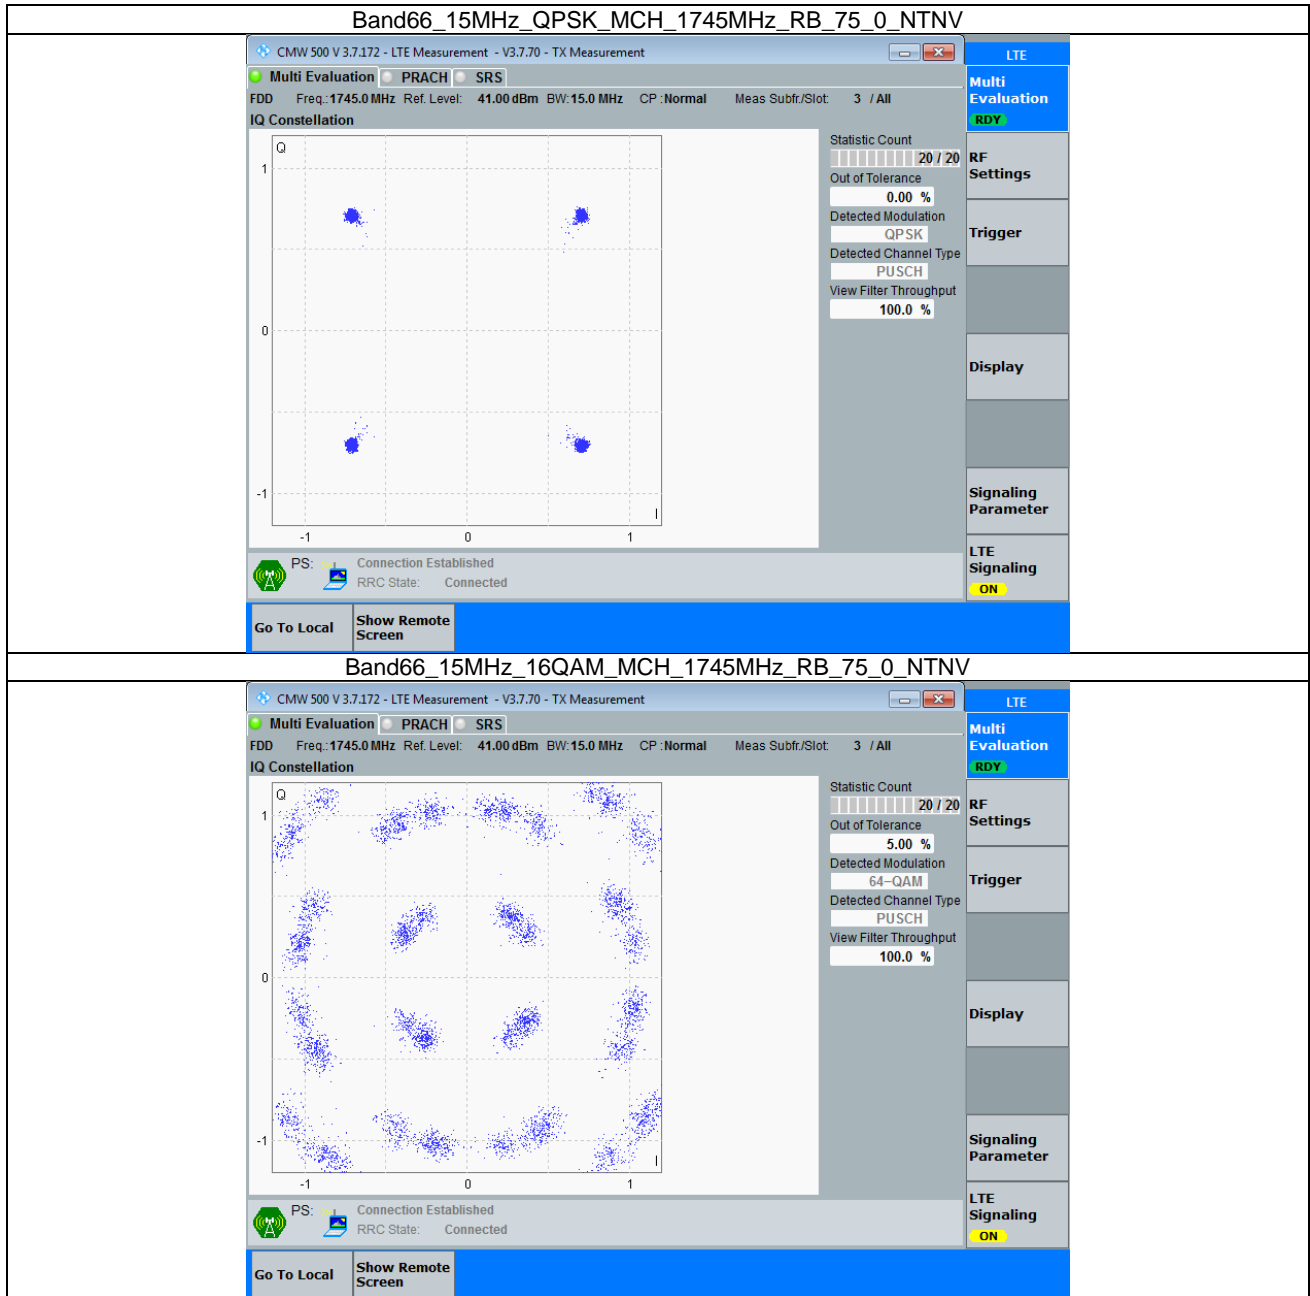 Band66_15MHz_QPSK_MCH_1745MHz_RB_75_0_NTNV
CMW 500 V 3.7.172 - LTE Measurement - V3.7.70 - TX Measurement
LTE
Multi Evaluation PRACH SRS
Multi
Evaluation
RDY
FDD Freq.:1745.0 MHz Ref. Level: 41.00 dBm BW:15.0 MHz CP :Normal Meas Subfr./Slot: 3 / All
IQ Constellation
Q
1
0
-1
I
-1 0 1
Statistic Count
20 / 20
Out of Tolerance
0.00 %
Detected Modulation
QPSK
Detected Channel Type
PUSCH
View Filter Throughput
100.0 %
RF
Settings
Trigger
Display
Signaling
Parameter
LTE
Signaling
ON
PS: Connection Established
RRC State: Connected
Go To Local
Show Remote
Screen
Band66_15MHz_16QAM_MCH_1745MHz_RB_75_0_NTNV
CMW 500 V 3.7.172 - LTE Measurement - V3.7.70 - TX Measurement
LTE
Multi Evaluation PRACH SRS
Multi
Evaluation
RDY
FDD Freq.:1745.0 MHz Ref. Level: 41.00 dBm BW:15.0 MHz CP :Normal Meas Subfr./Slot: 3 / All
IQ Constellation
Q
1
0
-1
I
-1 0 1
Statistic Count
20 / 20
Out of Tolerance
5.00 %
Detected Modulation
64-QAM
Detected Channel Type
PUSCH
View Filter Throughput
100.0 %
RF
Settings
Trigger
Display
Signaling
Parameter
LTE
Signaling
ON
PS: Connection Established
RRC State: Connected
Go To Local
Show Remote
Screen